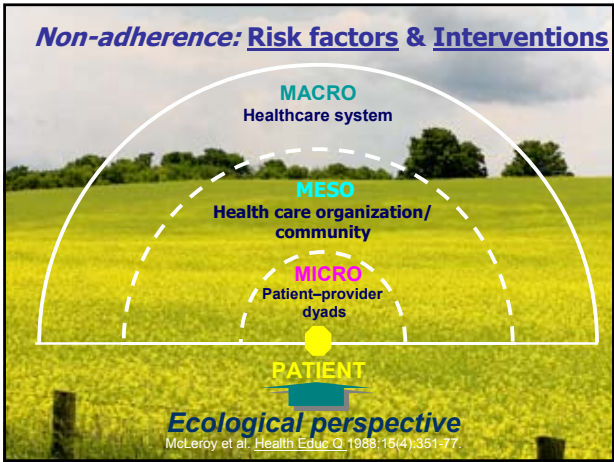 Non-adherence: Risk factors & Interventions
MACRO
Healthcare system
MESO
Health care organization/
community
MICRO
Patient–provider
dyads
PATIENT
Ecological perspective
McLeroy et al. Health Educ Q 1988;15(4):351-77.